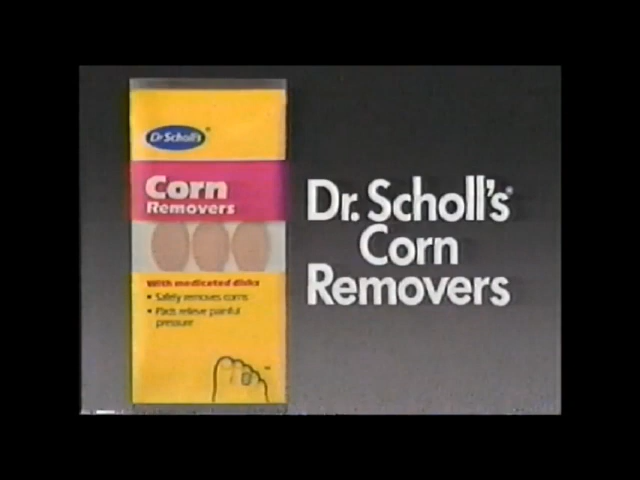 Dr Scholl's®
Corn
Removers
With medicated disks
• Safely removes corns
• Pads relieve painful
pressure
Dr. Scholl's®
Corn
Removers